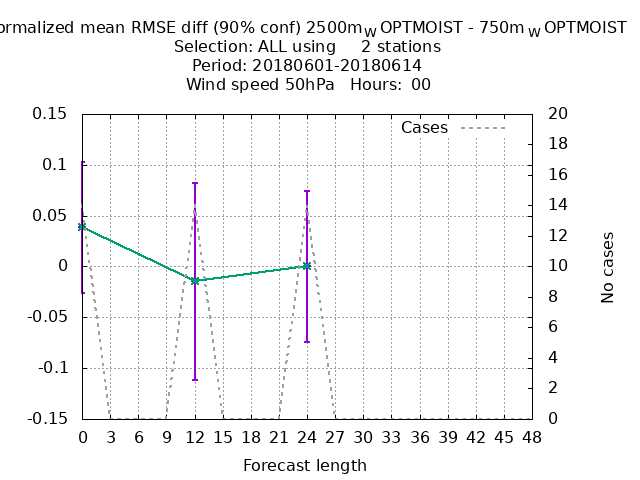 ormalized mean RMSE diff (90% conf) 2500m_W OPTMOIST - 750m_W OPTMOIST
Selection: ALL using 2 stations
Period: 20180601-20180614
Wind speed 50hPa Hours: 00
Cases
0.15
0.1
0.05
0
-0.05
-0.1
-0.15
20
18
16
14
12
10
8
6
4
2
0
No cases
0 3 6 9 12 15 18 21 24 27 30 33 36 39 42 45 48
Forecast length